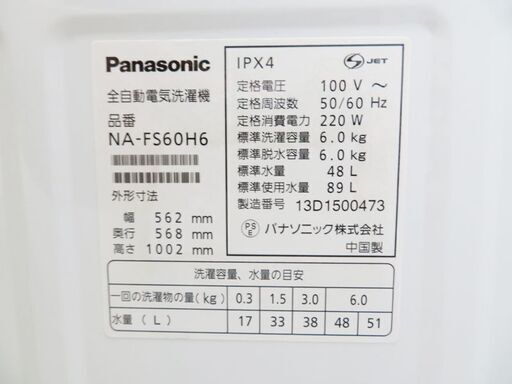 Panasonic
全自動電気洗濯機
品番
NA-FS60H6
外形寸法
幅 562 mm
奥行 568 mm
高さ 1002 mm
IPX4
S JET
定格電圧 100 V~
定格周波数 50/60 Hz
定格消費電力 220 W
標準洗濯容量 6.0kg
標準脱水容量 6.0kg
標準水量 48 L
標準使用水量 89 L
製造番号 13D1500473
PSE パナソニック株式会社
中国製
洗濯容量、水量の目安
一回の洗濯物の量(kg) 0.3 1.5 3.0 6.0
水量 (L) 17 33 38 48 51